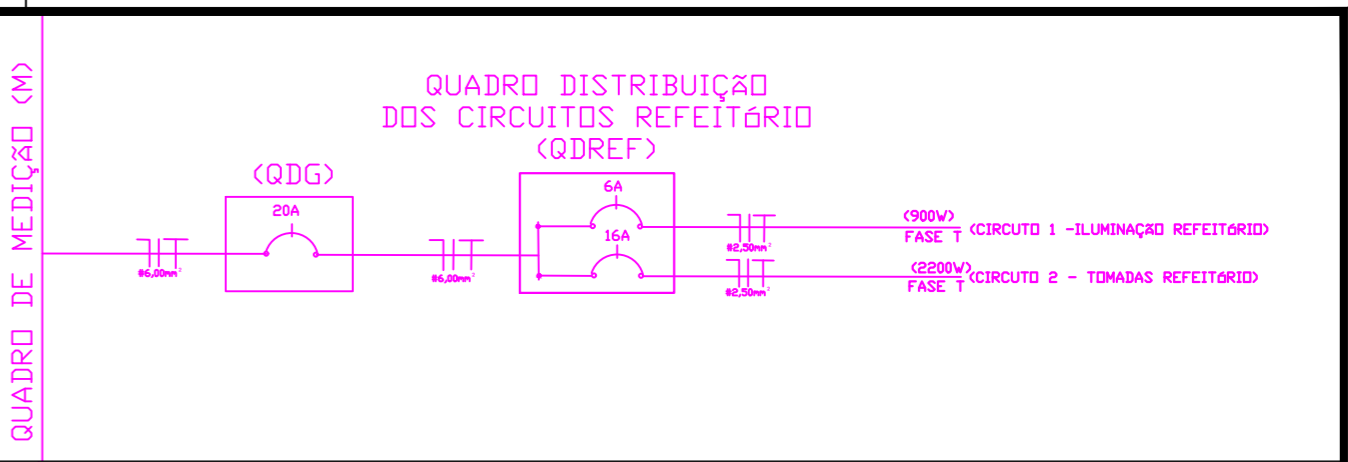 QUADRO DE MEDIÇÃO (M)
QUADRO DISTRIBUIÇÃO
DOS CIRCUITOS REFEITÓRIO
(QDREF)
(QDG)
20A
6A
16A
#6,00mm²
#6,00mm²
#2,50mm²
#2,50mm²
(900W)
FASE T
(CIRCUTO 1 -ILUMINAÇÃO REFEITÓRIO)
(2200W)
FASE T
(CIRCUTO 2 - TOMADAS REFEITÓRIO)